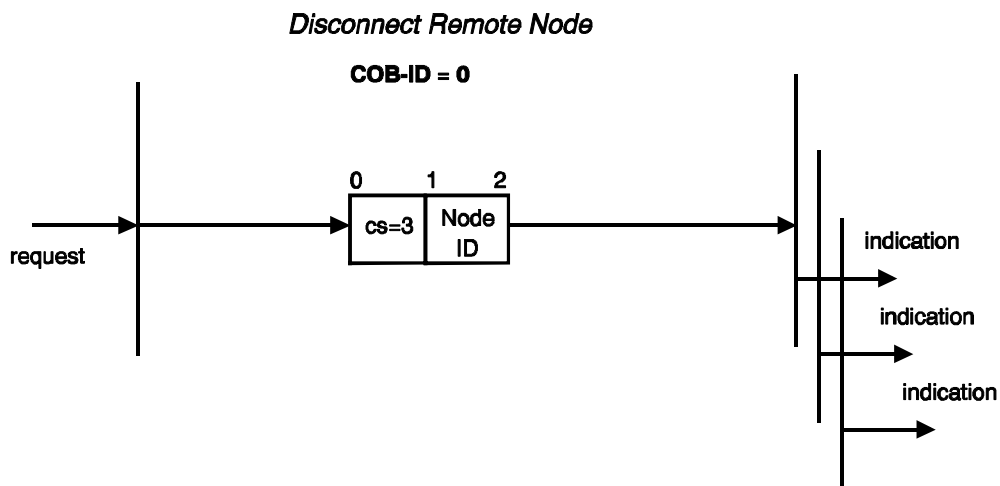 Disconnect Remote Node
COB-ID = 0
0 1 2
cs=3 Node
ID
request
indication
indication
indication